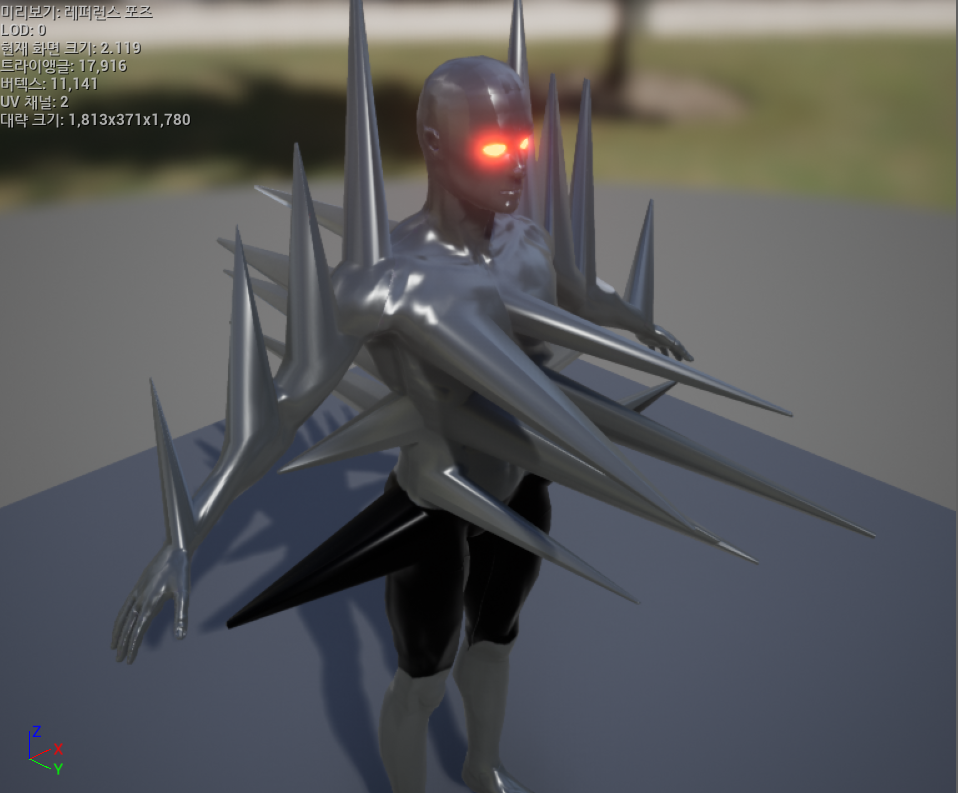 미리보기: 레퍼런스 포즈
LOD: 0
현재 화면 크기: 2.119
트라이앵글: 17,916
버텍스: 11,141
UV 채널: 2
대략 크기: 1,813x371x1,780
Z
X
Y